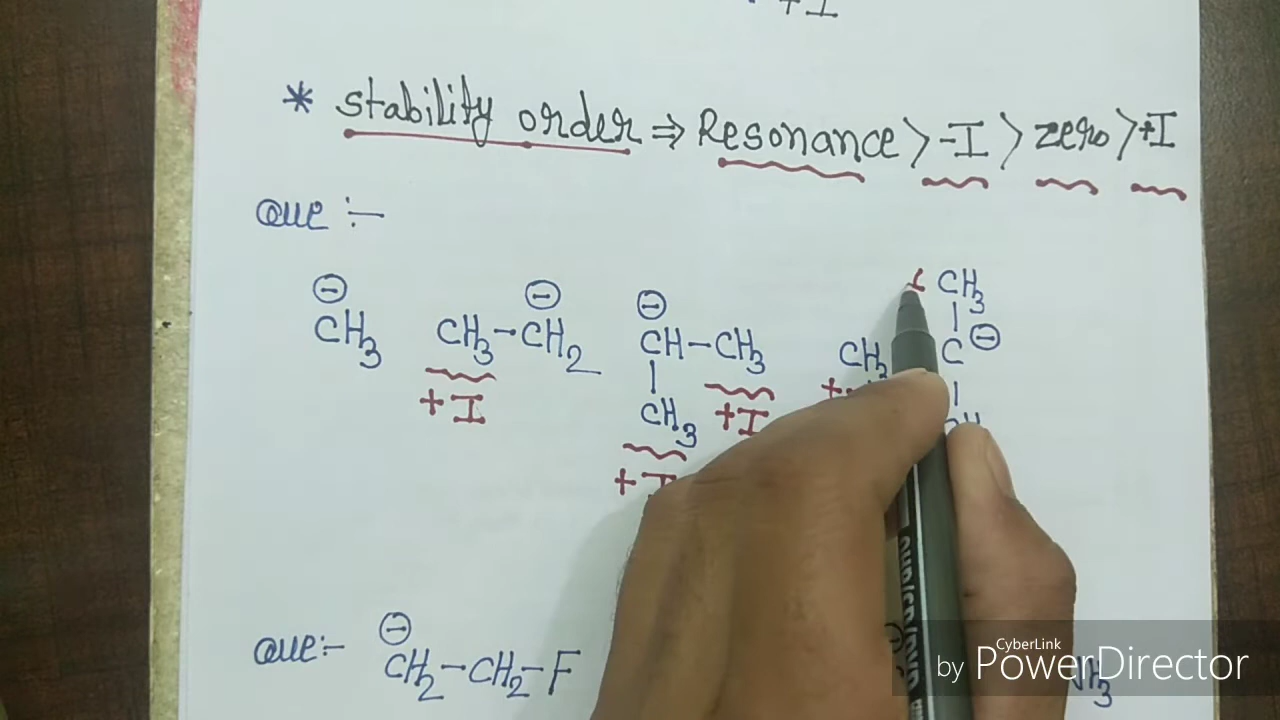 +I
* stability order ⇒ Resonance > -I > zero > +I
Que :-
⊖CH₃ CH₃-CH₂⊖ ⊖CH-CH₃ CH₃ C⊖ CH₃
+I CH₃ +I
+I
Que:- ⊖CH₂-CH₂-F
CyberLink
by PowerDirector